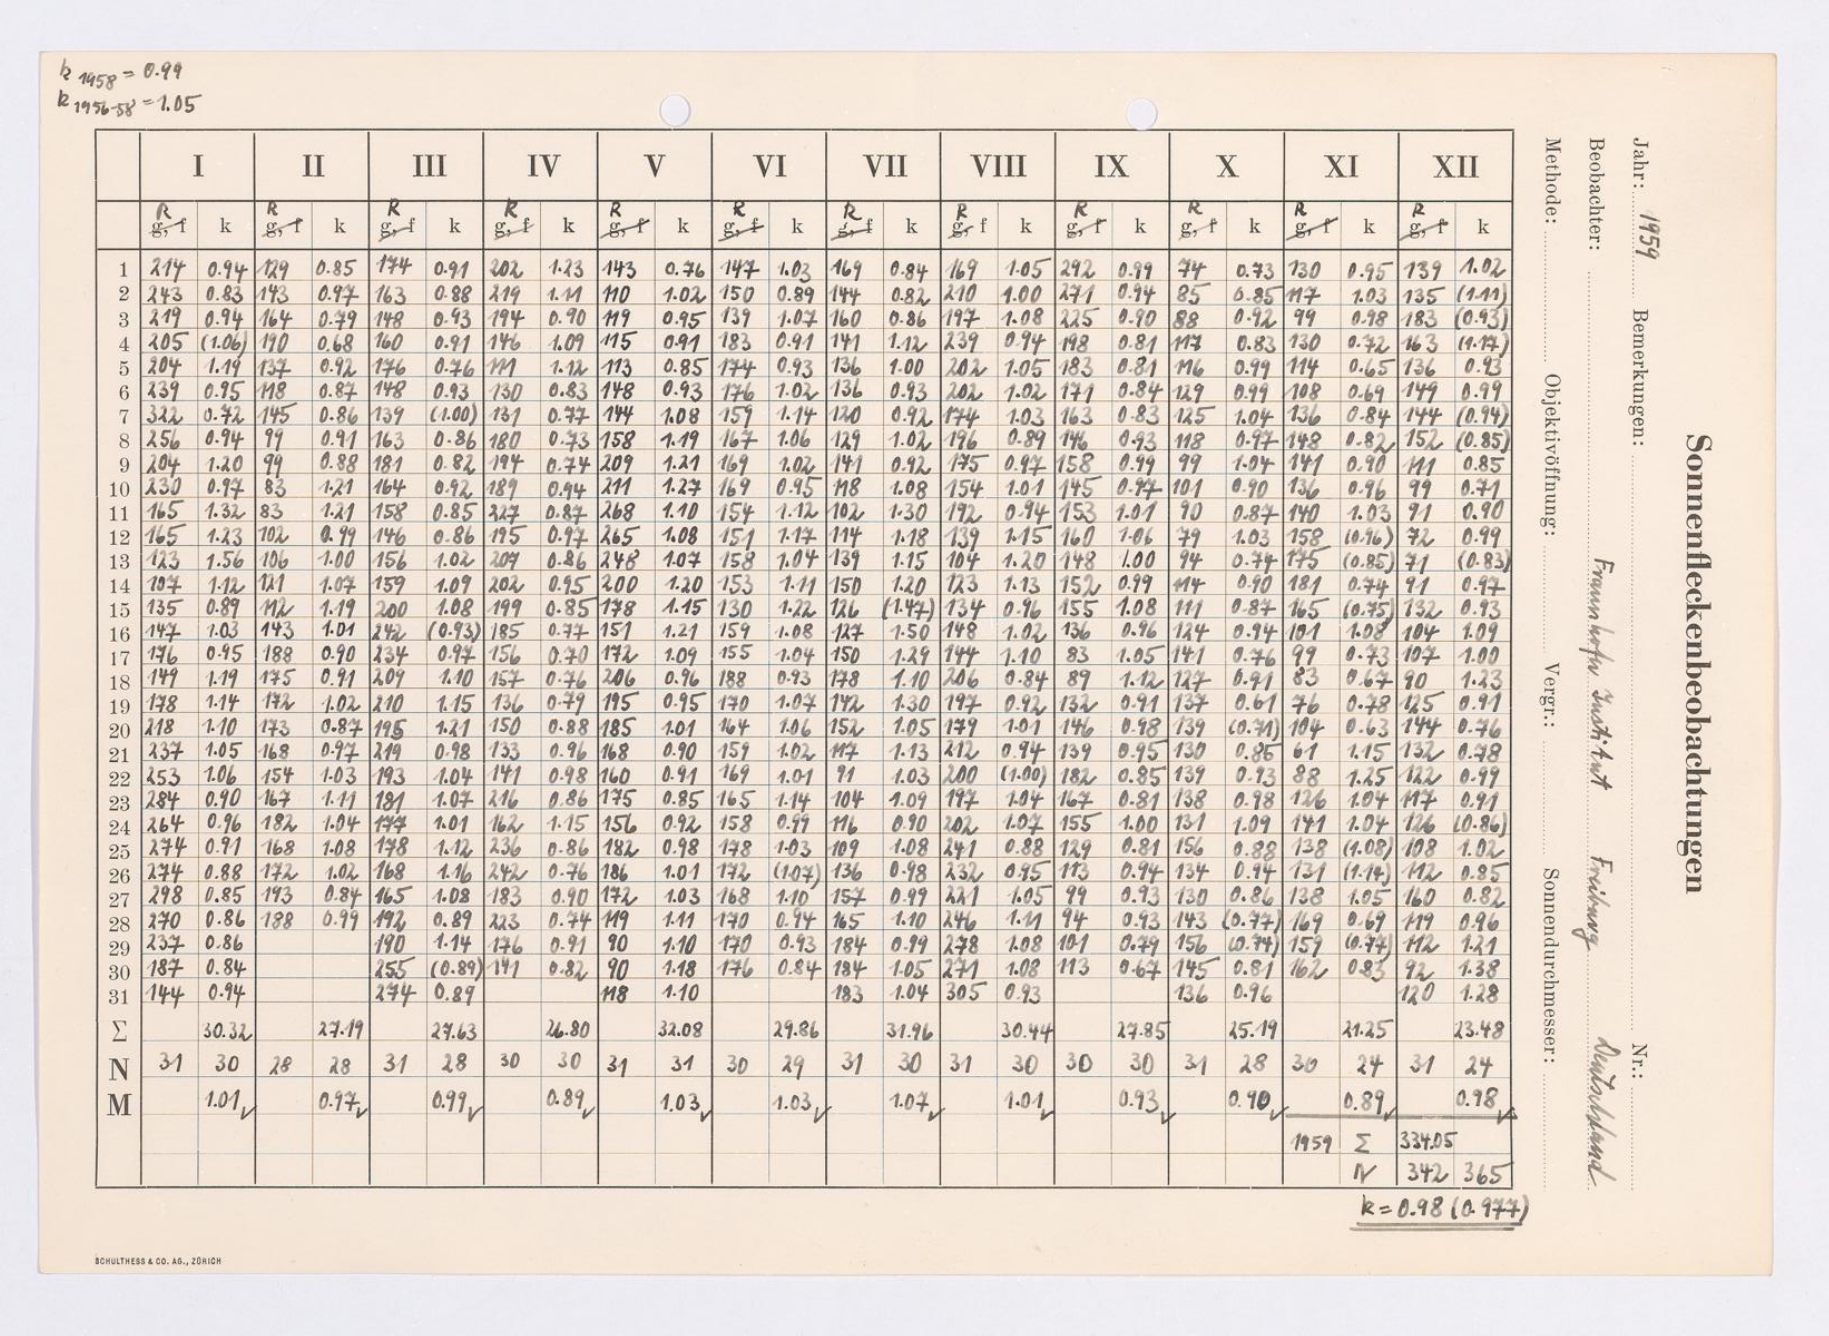 k 1958 = 0.99
k 1956-58 = 1.05
I II III IV V VI VII VIII IX X XI XII
R R R R R R R R R R R R
g, f k g, f k g, f k g, f k g, f k g, f k g, f k g, f k g, f k g, f k g, f k g, f k
1 214 0.94 129 0.85 174 0.91 202 1.23 143 0.76 147 1.03 169 0.84 169 1.05 292 0.99 74 0.73 130 0.95 139 1.02
2 243 0.83 143 0.97 163 0.88 219 1.11 110 1.02 150 0.89 144 0.82 210 1.00 271 0.94 85 0.85 117 1.03 135 (1.11)
3 219 0.94 164 0.79 148 0.93 194 0.90 119 0.95 139 1.07 160 0.86 197 1.08 225 0.90 88 0.92 99 0.98 183 (0.93)
4 205 (1.06) 190 0.68 160 0.91 146 1.09 115 0.91 183 0.91 141 1.12 239 0.94 198 0.81 117 0.83 130 0.72 163 (1.17)
5 204 1.19 137 0.92 176 0.76 111 1.12 113 0.85 174 0.93 136 1.00 202 1.05 183 0.81 116 0.99 114 0.65 136 0.93
6 239 0.95 118 0.87 148 0.93 130 0.83 148 0.93 176 1.02 136 0.93 202 1.02 171 0.84 129 0.99 108 0.69 149 0.99
7 322 0.72 145 0.86 139 (1.00) 131 0.77 144 1.08 159 1.14 120 0.92 174 1.03 163 0.83 125 1.04 136 0.84 144 (0.94)
8 256 0.94 99 0.91 163 0.86 180 0.73 158 1.19 167 1.06 129 1.02 196 0.89 146 0.93 118 0.97 148 0.82 152 (0.85)
9 204 1.20 99 0.88 181 0.82 194 0.74 209 1.21 169 1.02 141 0.92 175 0.97 158 0.99 99 1.04 141 0.90 111 0.85
10 230 0.97 83 1.21 164 0.92 189 0.94 211 1.27 169 0.95 118 1.08 154 1.01 145 0.97 101 0.90 136 0.96 99 0.71
11 165 1.32 83 1.21 158 0.85 227 0.87 268 1.10 154 1.12 102 1.30 192 0.94 153 1.01 90 0.87 140 1.03 91 0.90
12 165 1.23 102 0.99 146 0.86 195 0.97 265 1.08 151 1.17 114 1.18 139 1.15 160 1.06 79 1.03 158 (0.96) 72 0.99
13 123 1.56 106 1.00 156 1.02 207 0.86 248 1.07 158 1.04 139 1.15 104 1.20 148 1.00 94 0.74 175 (0.85) 71 (0.83)
14 107 1.12 121 1.07 159 1.09 202 0.95 200 1.20 153 1.11 150 1.20 123 1.13 152 0.99 114 0.90 181 0.74 91 0.97
15 135 0.89 112 1.19 200 1.08 199 0.85 178 1.15 130 1.22 126 (1.47) 134 0.96 155 1.08 111 0.87 165 (0.75) 132 0.93
16 147 1.03 143 1.01 242 (0.93) 185 0.77 151 1.21 159 1.08 127 1.50 148 1.02 136 0.96 124 0.94 101 1.08 104 1.09
17 176 0.95 188 0.90 234 0.97 156 0.70 172 1.09 155 1.04 150 1.29 144 1.10 83 1.05 141 0.76 99 0.73 107 1.00
18 149 1.19 175 0.91 209 1.10 157 0.76 206 0.96 188 0.93 178 1.10 206 0.84 89 1.12 127 0.91 83 0.67 90 1.23
19 178 1.14 172 1.02 210 1.15 136 0.79 195 0.95 170 1.07 142 1.30 197 0.92 132 0.91 137 0.61 76 0.78 125 0.91
20 218 1.10 173 0.87 195 1.21 150 0.88 185 1.01 164 1.06 152 1.05 179 1.01 146 0.98 139 (0.71) 104 0.63 144 0.76
21 237 1.05 168 0.97 219 0.98 133 0.96 168 0.90 159 1.02 117 1.13 212 0.94 139 0.95 130 0.85 61 1.15 132 0.78
22 253 1.06 154 1.03 193 1.04 141 0.98 160 0.91 169 1.01 91 1.03 200 (1.00) 182 0.85 139 0.93 88 1.25 122 0.99
23 284 0.90 167 1.11 181 1.07 216 0.86 175 0.85 165 1.14 104 1.09 197 1.04 167 0.81 138 0.98 126 1.04 117 0.91
24 264 0.96 182 1.04 177 1.01 162 1.15 156 0.92 158 0.99 116 0.90 202 1.07 155 1.00 131 1.09 141 1.04 126 (0.86)
25 274 0.91 168 1.08 178 1.12 236 0.86 182 0.98 178 1.03 109 1.08 241 0.88 129 0.81 156 0.88 138 (1.08) 108 1.02
26 274 0.88 172 1.02 168 1.16 242 0.76 186 1.01 172 (1.07) 136 0.98 232 0.95 113 0.94 134 0.94 131 (1.14) 112 0.85
27 298 0.85 193 0.84 165 1.08 183 0.90 172 1.03 168 1.10 157 0.99 221 1.05 99 0.93 130 0.86 138 1.05 160 0.82
28 270 0.86 188 0.99 192 0.89 223 0.74 119 1.11 170 0.94 165 1.10 246 1.11 94 0.93 143 (0.77) 169 0.69 119 0.96
29 237 0.86 190 1.14 176 0.91 90 1.10 170 0.93 184 0.99 278 1.08 101 0.79 156 (0.74) 159 (0.77) 112 1.21
30 187 0.84 255 (0.89) 141 0.82 90 1.18 176 0.84 184 1.05 271 1.08 113 0.67 145 0.81 162 0.83 92 1.38
31 144 0.94 274 0.89 118 1.10 183 1.04 305 0.93 136 0.96 120 1.28
Σ 30.32 27.19 27.63 26.80 32.08 29.86 31.96 30.44 27.85 25.19 21.25 23.48
N 31 30 28 28 31 28 30 30 31 31 30 29 31 30 31 30 30 30 31 28 30 24 31 24
M 1.01 0.97 0.99 0.89 1.03 1.03 1.07 1.01 0.93 0.90 0.89 0.98
1959 Σ 334.05
N 342 365
k = 0.98 (0.977)
SCHULTHESS & CO. AG., ZÜRICH
Sonnenfleckenbeobachtungen
Jahr: 1959 Bemerkungen: Nr.:
Beobachter: Fraunhofer Institut Freiburg Deutschland
Methode: Objektivöffnung: Vergr.: Sonnendurchmesser: